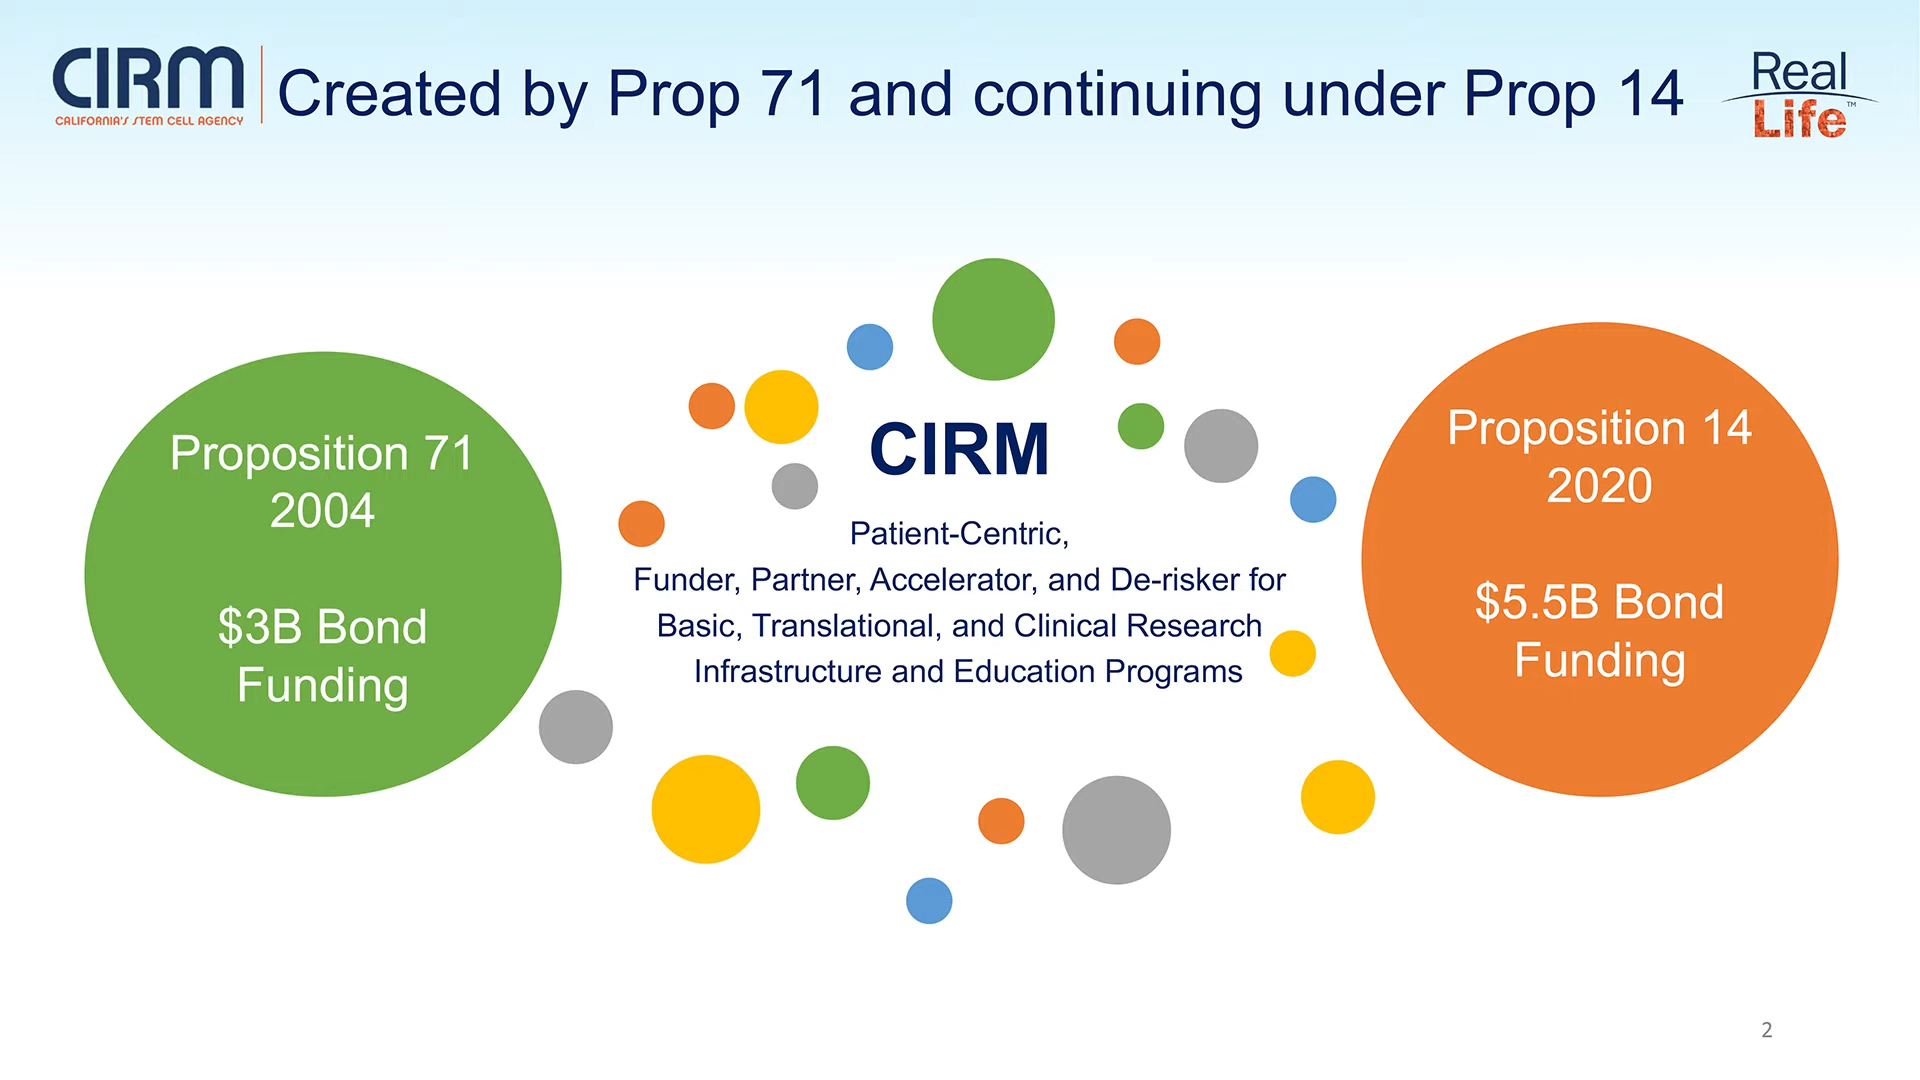 CIRM
CALIFORNIA'S STEM CELL AGENCY
Created by Prop 71 and continuing under Prop 14
Real
Life™
Proposition 71
2004
$3B Bond
Funding
CIRM
Patient-Centric,
Funder, Partner, Accelerator, and De-risker for
Basic, Translational, and Clinical Research
Infrastructure and Education Programs
Proposition 14
2020
$5.5B Bond
Funding
2